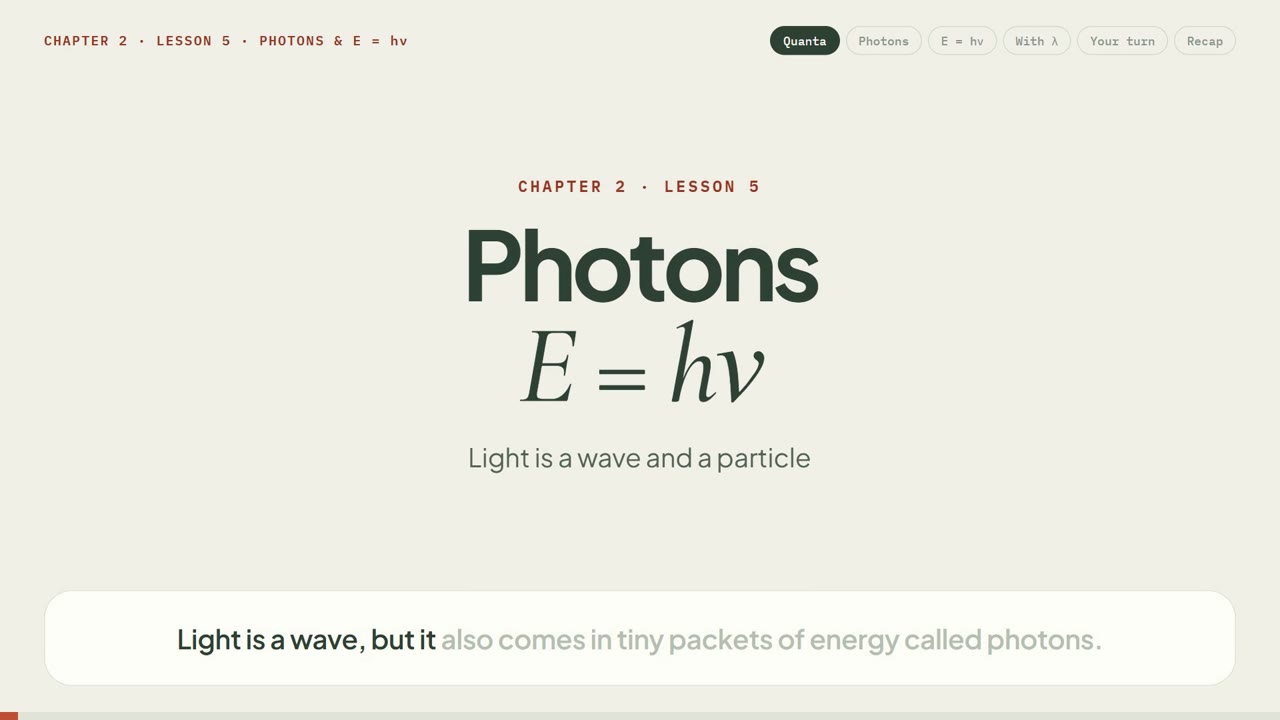 CHAPTER 2 · LESSON 5 · PHOTONS & E = hν
Quanta
Photons
E = hν
With λ
Your turn
Recap
CHAPTER 2 · LESSON 5
Photons
E = hν
Light is a wave and a particle
Light is a wave, but it also comes in tiny packets of energy called photons.